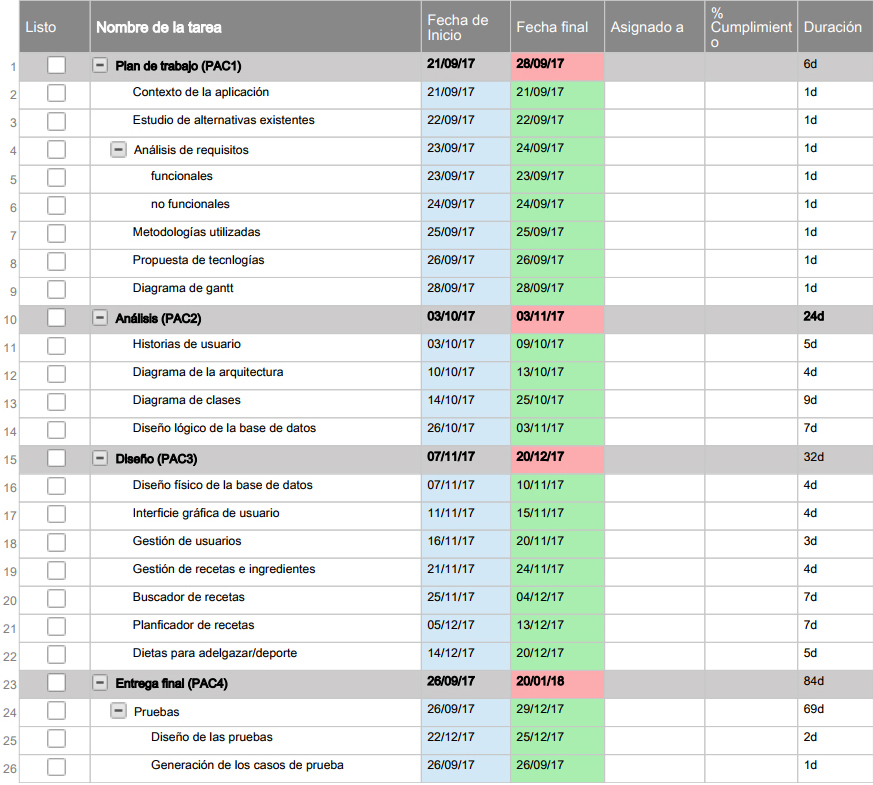 Listo Nombre de la tarea Fecha de Inicio Fecha final Asignado a % Cumplimiento Duración
1 Plan de trabajo (PAC1) 21/09/17 28/09/17 6d
2 Contexto de la aplicación 21/09/17 21/09/17 1d
3 Estudio de alternativas existentes 22/09/17 22/09/17 1d
4 Análisis de requisitos 23/09/17 24/09/17 1d
5 funcionales 23/09/17 23/09/17 1d
6 no funcionales 24/09/17 24/09/17 1d
7 Metodologías utilizadas 25/09/17 25/09/17 1d
8 Propuesta de tecnlogías 26/09/17 26/09/17 1d
9 Diagrama de gantt 28/09/17 28/09/17 1d
10 Análisis (PAC2) 03/10/17 03/11/17 24d
11 Historias de usuario 03/10/17 09/10/17 5d
12 Diagrama de la arquitectura 10/10/17 13/10/17 4d
13 Diagrama de clases 14/10/17 25/10/17 9d
14 Diseño lógico de la base de datos 26/10/17 03/11/17 7d
15 Diseño (PAC3) 07/11/17 20/12/17 32d
16 Diseño físico de la base de datos 07/11/17 10/11/17 4d
17 Interficie gráfica de usuario 11/11/17 15/11/17 4d
18 Gestión de usuarios 16/11/17 20/11/17 3d
19 Gestión de recetas e ingredientes 21/11/17 24/11/17 4d
20 Buscador de recetas 25/11/17 04/12/17 7d
21 Planficador de recetas 05/12/17 13/12/17 7d
22 Dietas para adelgazar/deporte 14/12/17 20/12/17 5d
23 Entrega final (PAC4) 26/09/17 20/01/18 84d
24 Pruebas 26/09/17 29/12/17 69d
25 Diseño de las pruebas 22/12/17 25/12/17 2d
26 Generación de los casos de prueba 26/09/17 26/09/17 1d